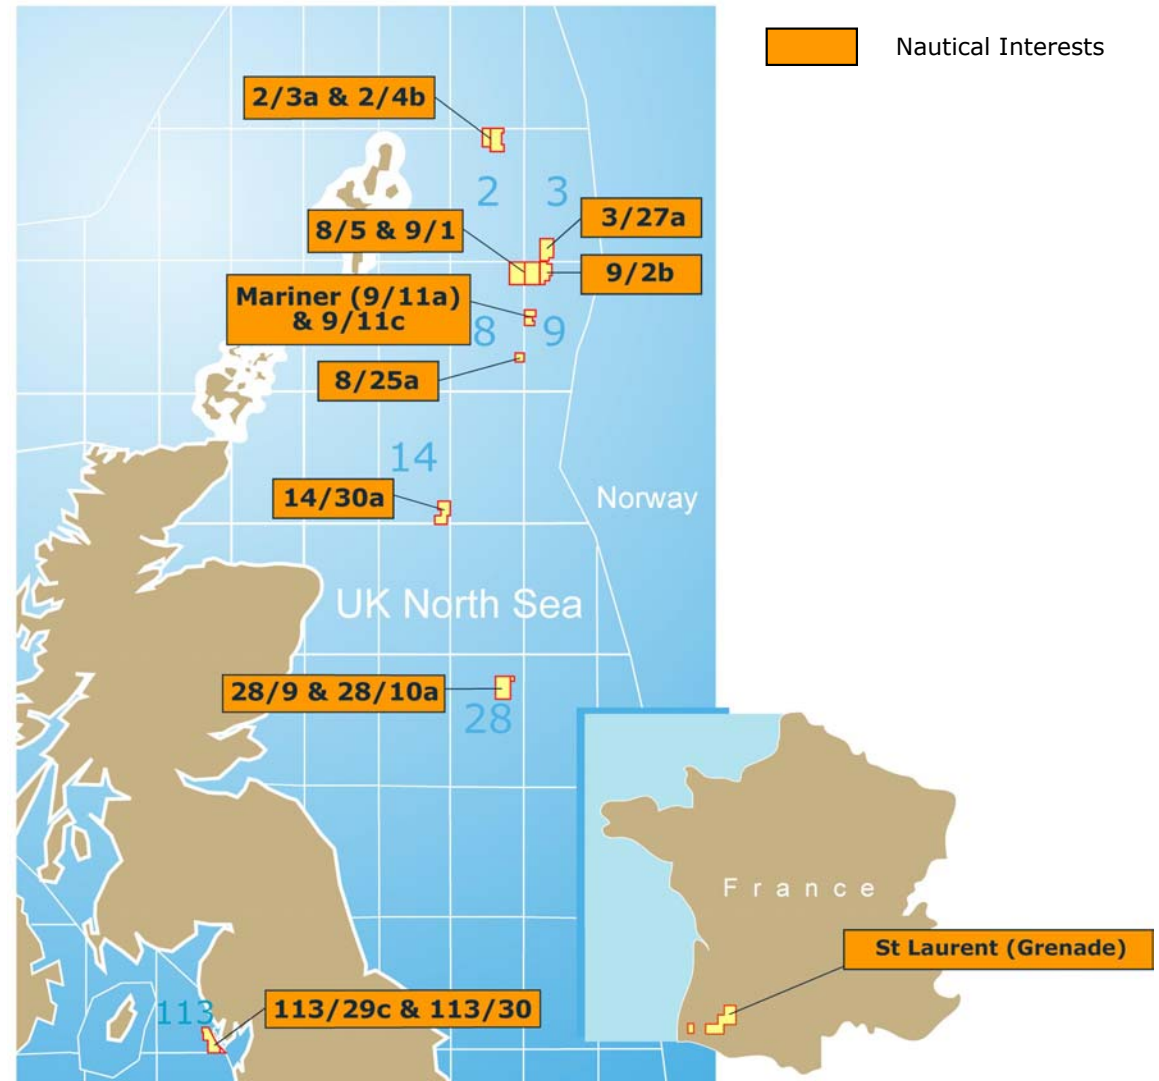 Nautical Interests
2/3a & 2/4b
2
3
3/27a
8/5 & 9/1
9/2b
Mariner (9/11a)
& 9/11c
8
9
8/25a
14
14/30a
Norway
UK North Sea
28/9 & 28/10a
28
France
St Laurent (Grenade)
113
113/29c & 113/30